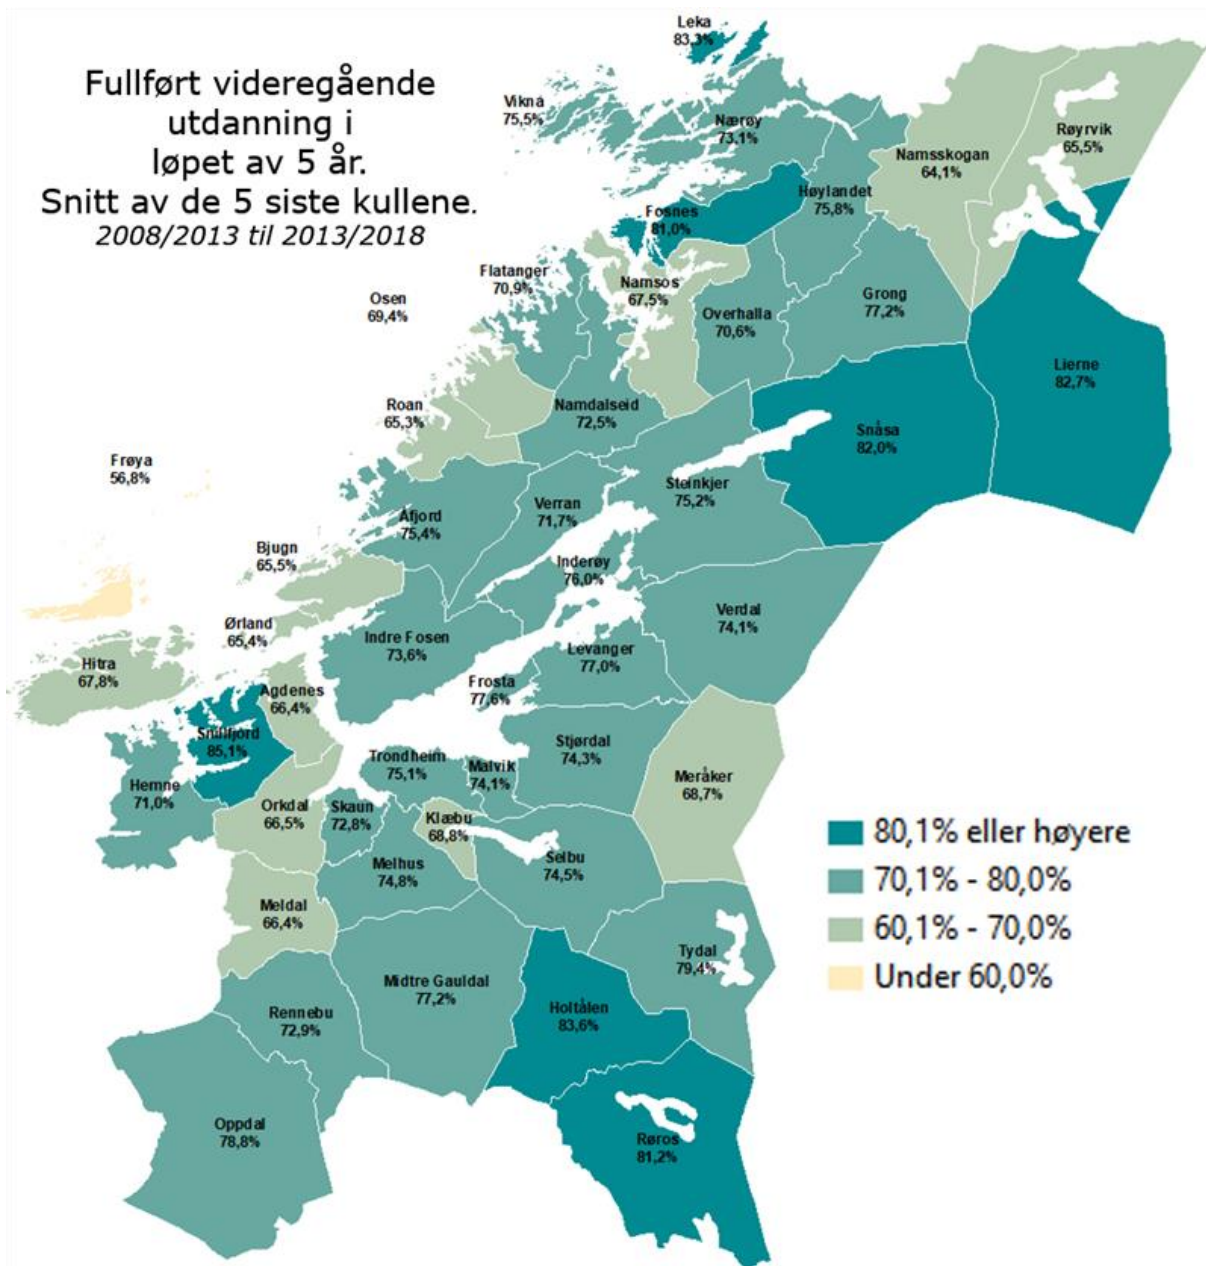 Fullført videregående
utdanning i
løpet av 5 år.
Snitt av de 5 siste kullene.
2008/2013 til 2013/2018
Leka
83,3%
Vikna
75,5%
Nærøy
73,1%
Røyrvik
65,5%
Namsskogan
64,1%
Høylandet
75,8%
Fosnes
81,0%
Flatanger
70,9%
Namsos
67,5%
Osen
69,4%
Overhalla
70,6%
Grong
77,2%
Lierne
82,7%
Roan
65,3%
Namdalseid
72,5%
Snåsa
82,0%
Frøya
56,8%
Steinkjer
75,2%
Verran
71,7%
Åfjord
75,4%
Bjugn
65,5%
Inderøy
76,0%
Verdal
74,1%
Ørland
65,4%
Indre Fosen
73,6%
Levanger
77,0%
Hitra
67,8%
Frosta
77,6%
Agdenes
66,4%
Snillfjord
85,1%
Stjørdal
74,3%
Trondheim
75,1%
Malvik
74,1%
Meråker
68,7%
Hemne
71,0%
Orkdal
66,5%
Skaun
72,8%
Klæbu
68,8%
Melhus
74,8%
Selbu
74,5%
Meldal
66,4%
Tydal
79,4%
Midtre Gauldal
77,2%
Holtålen
83,6%
Rennebu
72,9%
Oppdal
78,8%
Røros
81,2%
80,1% eller høyere
70,1% - 80,0%
60,1% - 70,0%
Under 60,0%